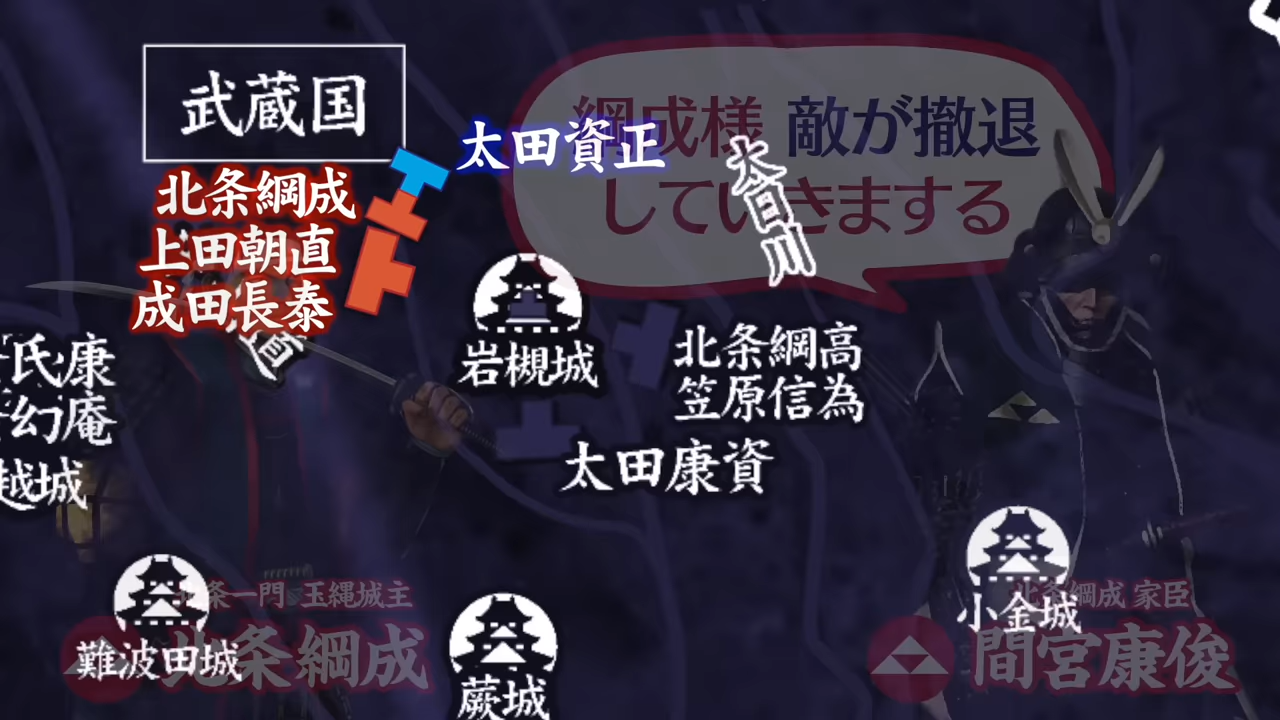 武蔵国
太田資正
北条綱成
上田朝直
成田長泰
道
綱成様 敵が撤退
していきまする
太日川
岩槻城
北条綱高
笠原信為
太田康資
氏康
幻庵
越城
難波田城
蕨城
小金城
北条一門 玉縄城主
北条綱成
北条綱成 家臣
間宮康俊